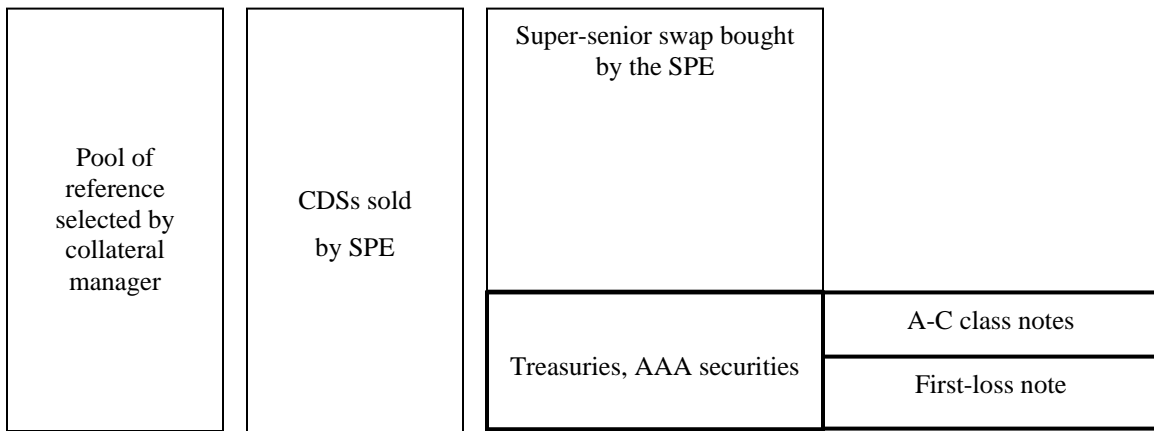 Pool of
reference
selected by
collateral
manager
CDSs sold
by SPE
Super-senior swap bought
by the SPE
Treasuries, AAA securities
A-C class notes
First-loss note